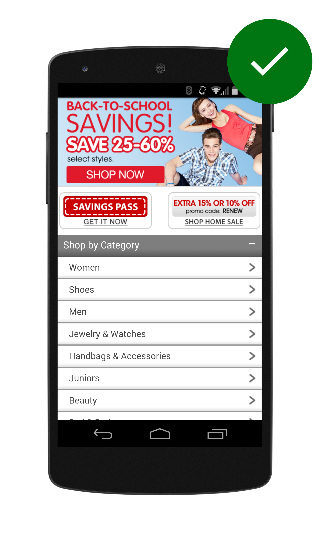 BACK-TO-SCHOOL
SAVINGS!
SAVE 25-60%
select styles.
SHOP NOW
SAVINGS PASS
GET IT NOW
EXTRA 15% OR 10% OFF
promo code: RENEW
SHOP HOME SALE
Shop by Category
Women
Shoes
Men
Jewelry & Watches
Handbags & Accessories
Juniors
Beauty